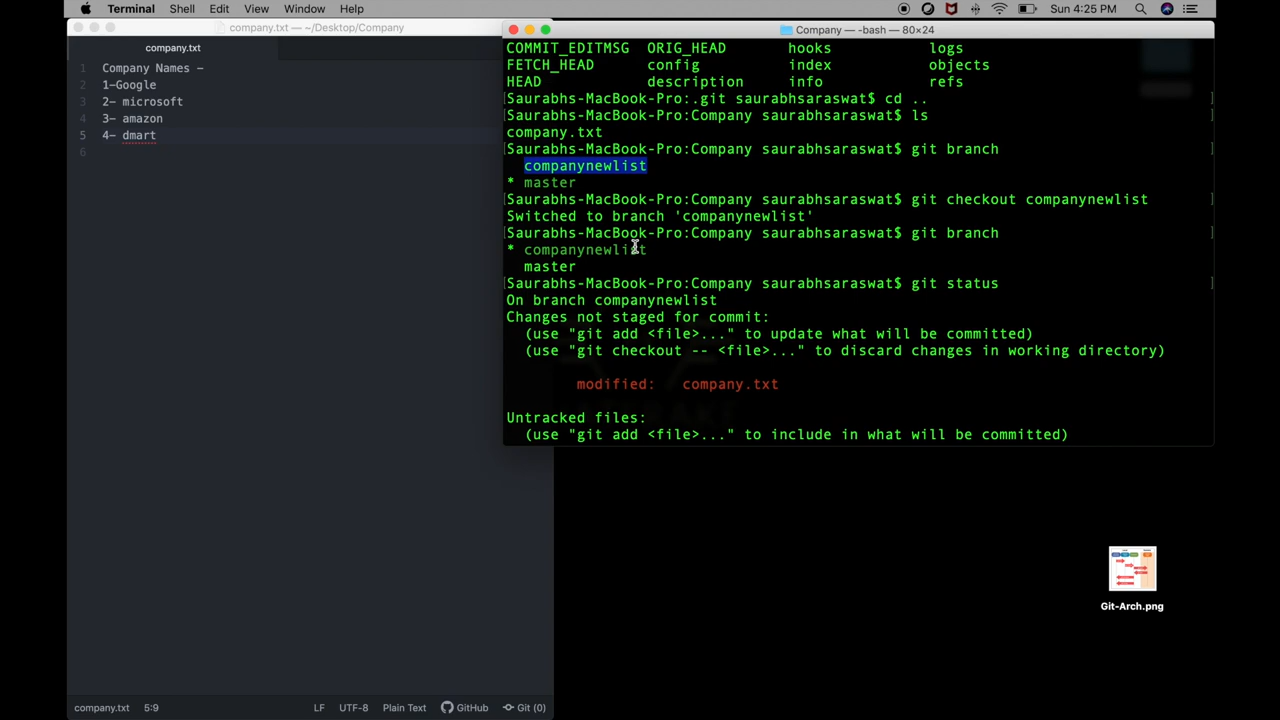 Terminal Shell Edit View Window Help Sun 4:25 PM
company.txt — ~/Desktop/Company
company.txt
1 Company Names -
2 1-Google
3 2- microsoft
4 3- amazon
5 4- dmart
6
company.txt 5:9 LF UTF-8 Plain Text GitHub Git (0)
Company — -bash — 80×24
COMMIT_EDITMSG ORIG_HEAD hooks logs
FETCH_HEAD config index objects
HEAD description info refs
[Saurabhs-MacBook-Pro:.git saurabhsaraswat$ cd .. ]
[Saurabhs-MacBook-Pro:Company saurabhsaraswat$ ls ]
company.txt
[Saurabhs-MacBook-Pro:Company saurabhsaraswat$ git branch ]
companynewlist
* master
[Saurabhs-MacBook-Pro:Company saurabhsaraswat$ git checkout companynewlist ]
Switched to branch 'companynewlist'
[Saurabhs-MacBook-Pro:Company saurabhsaraswat$ git branch ]
* companynewlist
master
[Saurabhs-MacBook-Pro:Company saurabhsaraswat$ git status ]
On branch companynewlist
Changes not staged for commit:
(use "git add <file>..." to update what will be committed)
(use "git checkout -- <file>..." to discard changes in working directory)
modified: company.txt
Untracked files:
(use "git add <file>..." to include in what will be committed)
Git-Arch.png